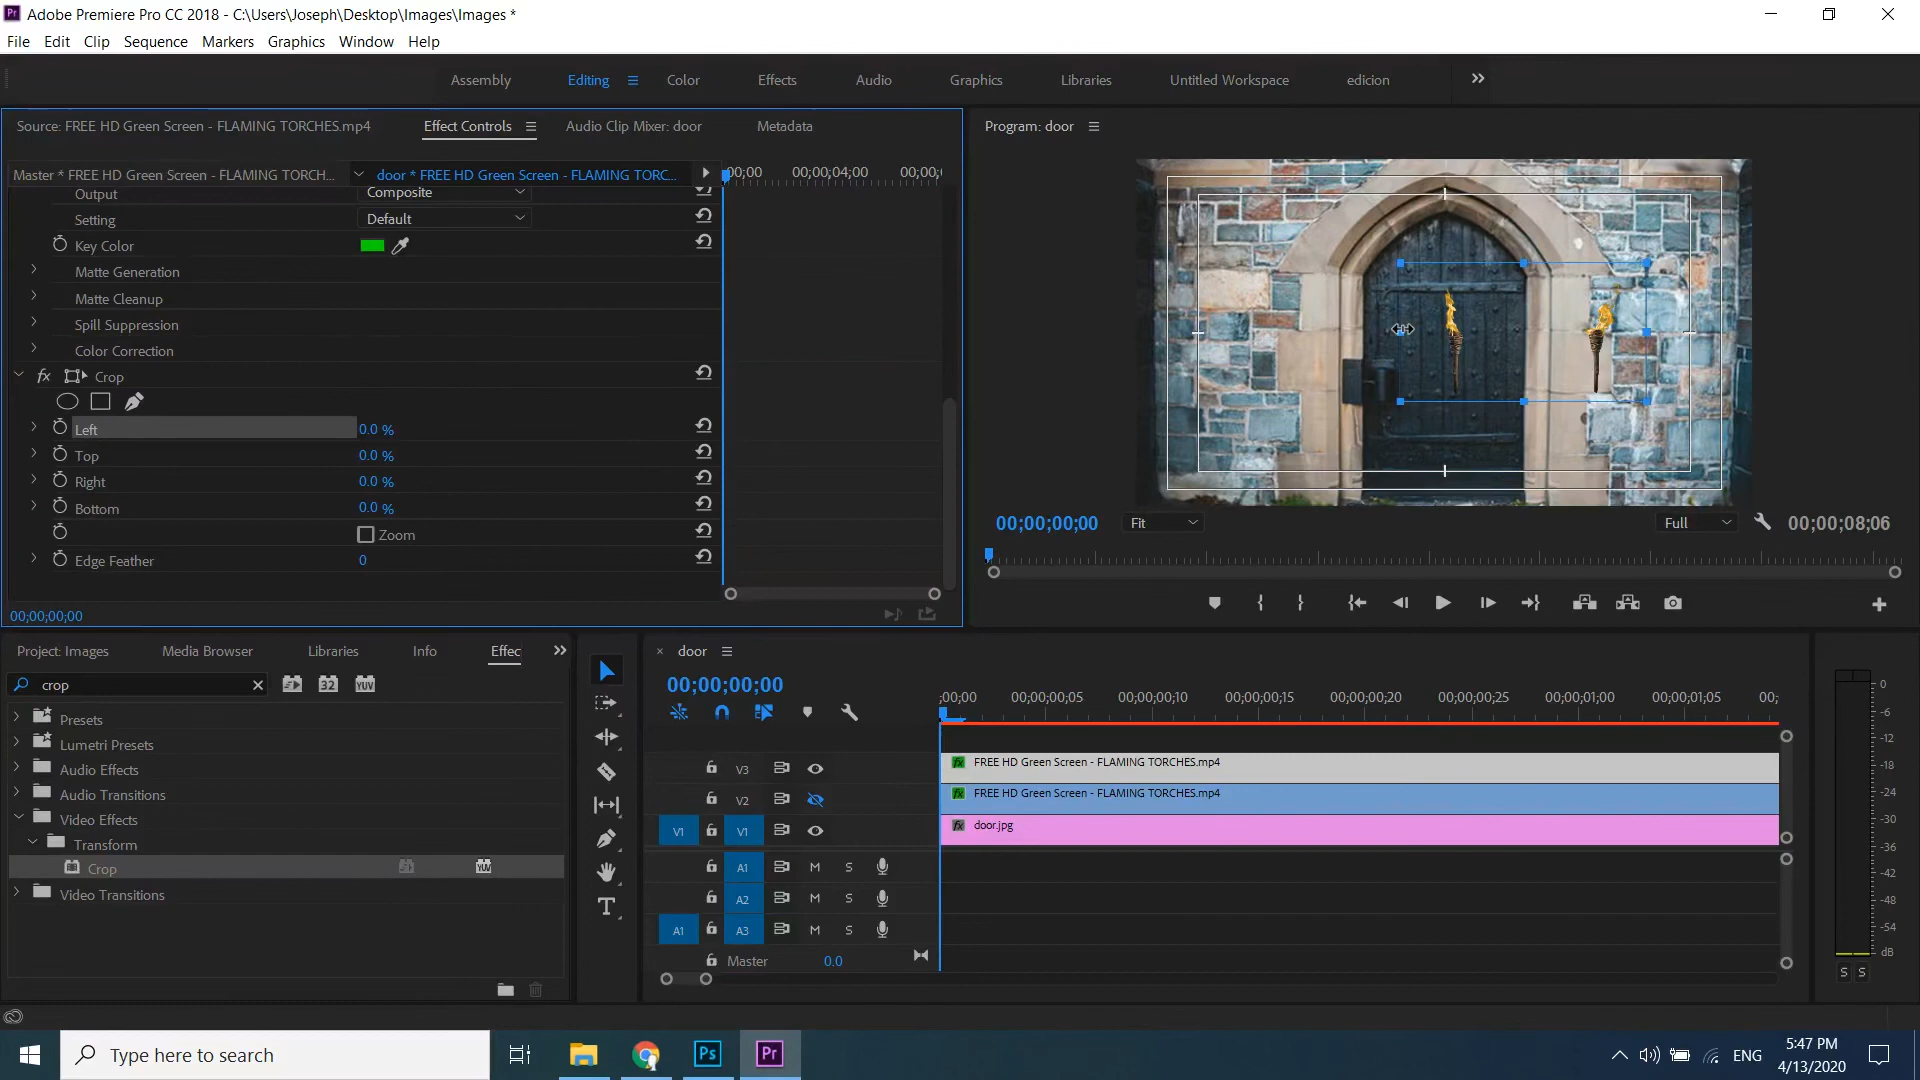 Adobe Premiere Pro CC 2018 - C:\Users\Joseph\Desktop\Images\Images *
File Edit Clip Sequence Markers Graphics Window Help
Assembly Editing Color Effects Audio Graphics Libraries Untitled Workspace edicion
Source: FREE HD Green Screen - FLAMING TORCHES.mp4 Effect Controls Audio Clip Mixer: door Metadata
Program: door
Master * FREE HD Green Screen - FLAMING TORCH... door * FREE HD Green Screen - FLAMING TORC... 00;00 00;00;04;00 00;00;
Output Composite
Setting Default
Key Color
Matte Generation
Matte Cleanup
Spill Suppression
Color Correction
fx Crop
Left 0.0 %
Top 0.0 %
Right 0.0 %
Bottom 0.0 %
Zoom
Edge Feather 0
00;00;00;00
00;00;00;00 Fit Full 00;00;08;06
Project: Images Media Browser Libraries Info Effec
crop 32 YUV
Presets
Lumetri Presets
Audio Effects
Audio Transitions
Video Effects
Transform
Crop YUV
Video Transitions
× door
00;00;00;00
;00;00 00;00;00;05 00;00;00;10 00;00;00;15 00;00;00;20 00;00;00;25 00;00;01;00 00;00;01;05 00;
V3 fx FREE HD Green Screen - FLAMING TORCHES.mp4
V2 fx FREE HD Green Screen - FLAMING TORCHES.mp4
V1 V1 fx door.jpg
A1 M S
A2 M S
A1 A3 M S
Master 0.0
0
-6
-12
-18
-24
-30
-36
-42
-48
-54
dB
S S
Type here to search
Ps Pr
ENG
5:47 PM
4/13/2020